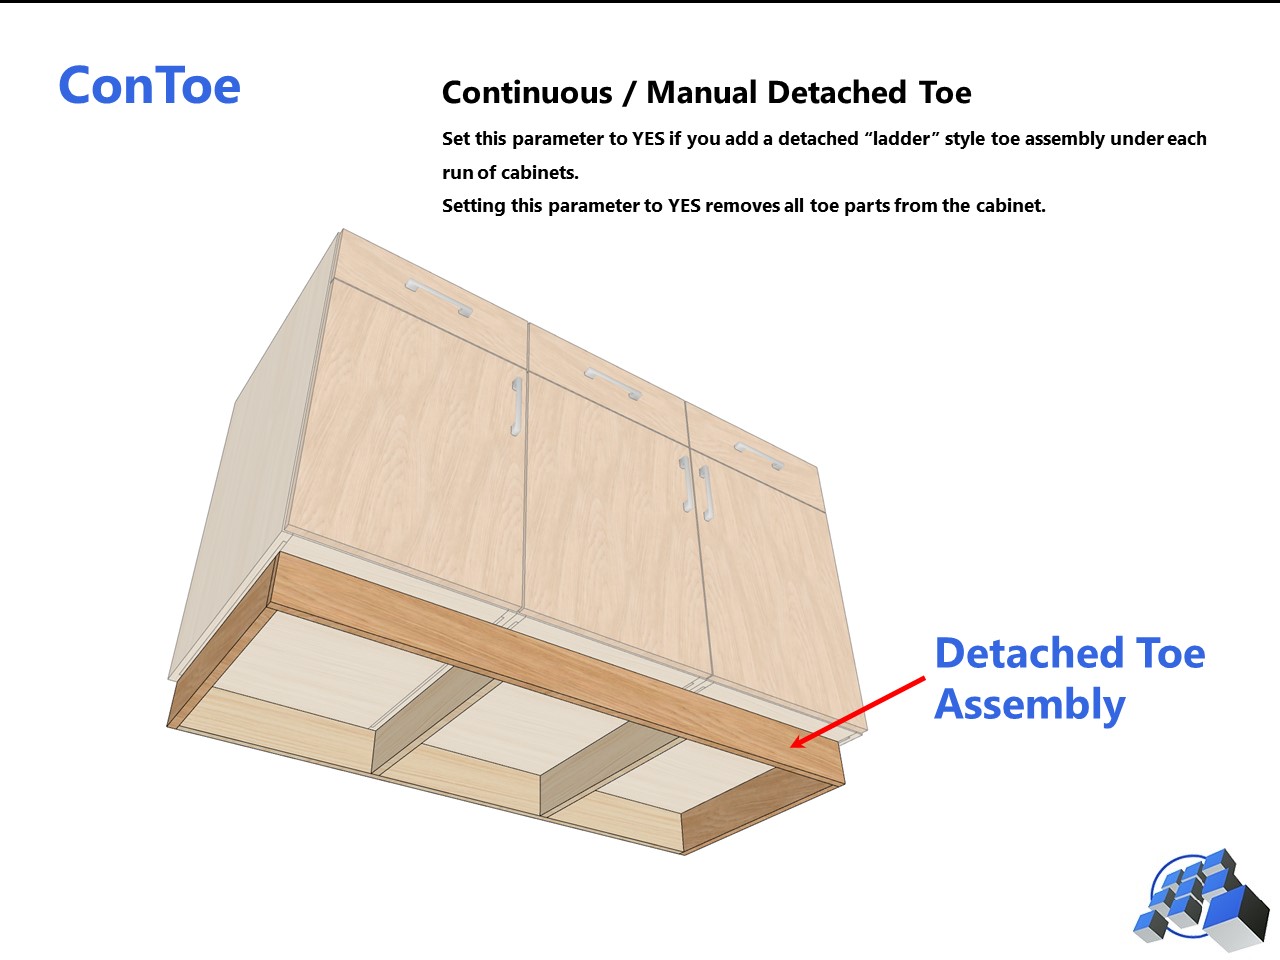 ConToe
Continuous / Manual Detached Toe
Set this parameter to YES if you add a detached “ladder” style toe assembly under each
run of cabinets.
Setting this parameter to YES removes all toe parts from the cabinet.
Detached Toe
Assembly